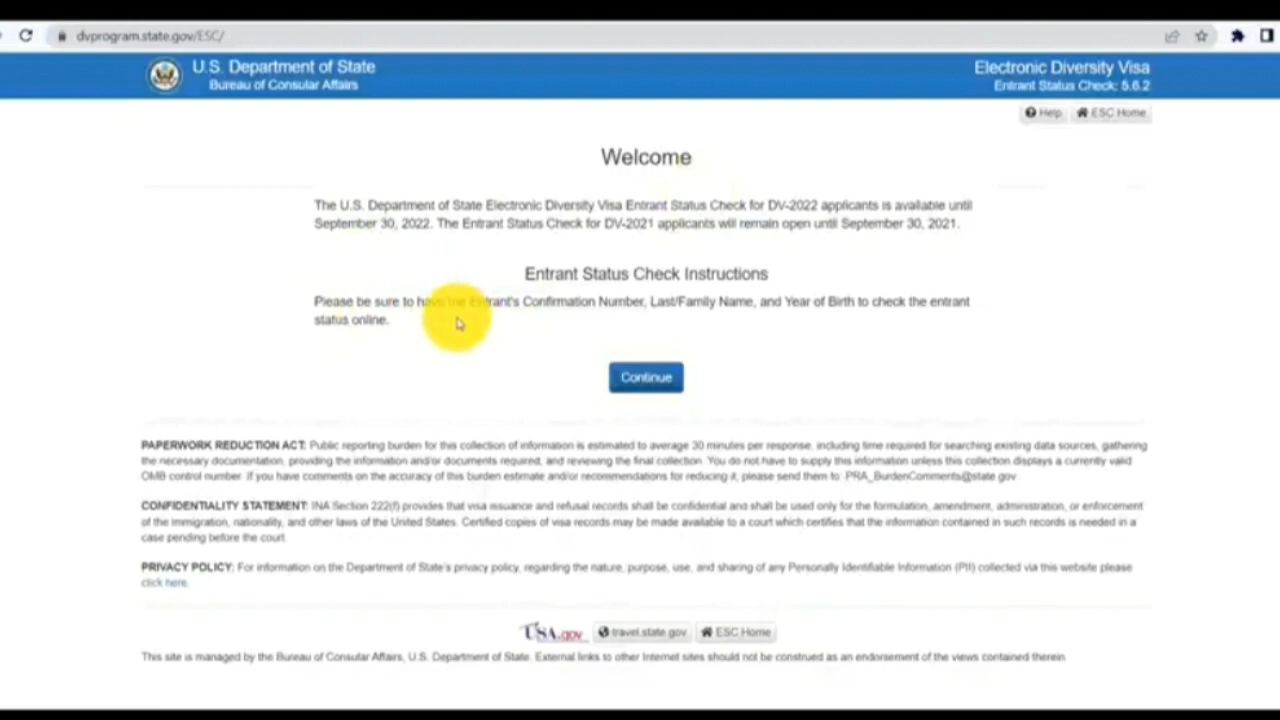 dvprogram.state.gov/ESC/
U.S. Department of State
Bureau of Consular Affairs
Electronic Diversity Visa
Entrant Status Check: 5.6.2
Help
ESC Home
Welcome
The U.S. Department of State Electronic Diversity Visa Entrant Status Check for DV-2022 applicants is available until
September 30, 2022. The Entrant Status Check for DV-2021 applicants will remain open until September 30, 2021.
Entrant Status Check Instructions
Please be sure to have the Entrant's Confirmation Number, Last/Family Name, and Year of Birth to check the entrant
status online.
Continue
PAPERWORK REDUCTION ACT: Public reporting burden for this collection of information is estimated to average 30 minutes per response, including time required for searching existing data sources, gathering
the necessary documentation, providing the information and/or documents required, and reviewing the final collection. You do not have to supply this information unless this collection displays a currently valid
OMB control number. If you have comments on the accuracy of this burden estimate and/or recommendations for reducing it, please send them to: PRA_BurdenComments@state.gov
CONFIDENTIALITY STATEMENT: INA Section 222(f) provides that visa issuance and refusal records shall be confidential and shall be used only for the formulation, amendment, administration, or enforcement
of the immigration, nationality, and other laws of the United States. Certified copies of visa records may be made available to a court which certifies that the information contained in such records is needed in a
case pending before the court.
PRIVACY POLICY: For information on the Department of State's privacy policy, regarding the nature, purpose, use, and sharing of any Personally Identifiable Information (PII) collected via this website please
click here.
USA.gov
travel.state.gov
ESC Home
This site is managed by the Bureau of Consular Affairs, U.S. Department of State. External links to other Internet sites should not be construed as an endorsement of the views contained therein.